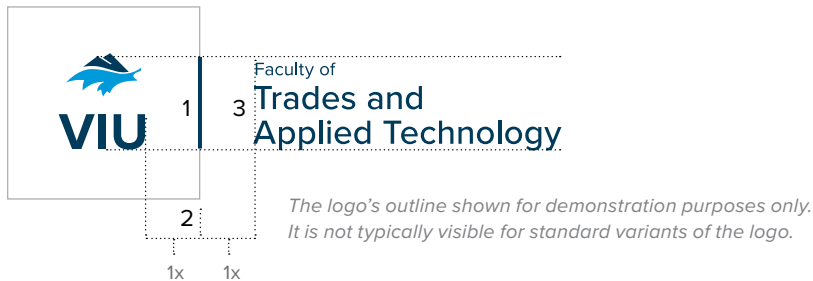 VIU
1
3
Faculty of
Trades and
Applied Technology
2
1x 1x
The logo's outline shown for demonstration purposes only.
It is not typically visible for standard variants of the logo.